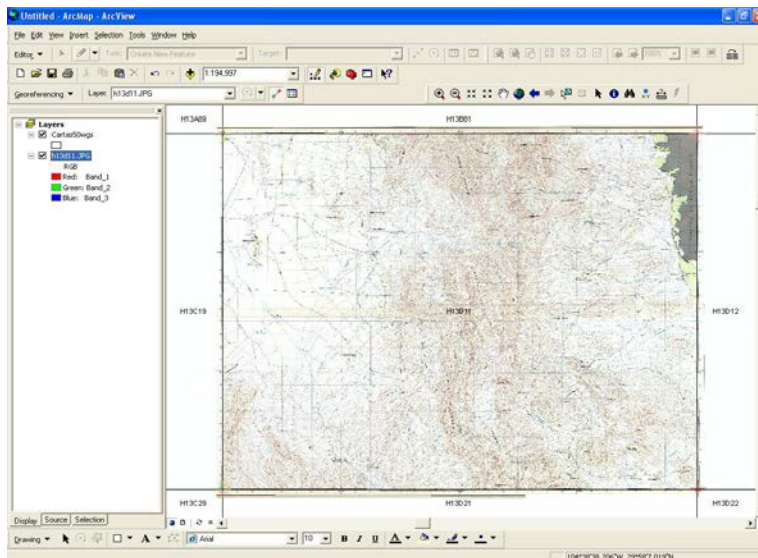 Untitled - ArcMap - ArcView
File Edit View Insert Selection Tools Window Help
Editor Task: Create New Feature Target: 100%
1:194,997
Georeferencing Layer: h13d11.JPG
Layers
Cartas50wgs
h13d11.JPG
RGB
Red: Band_1
Green: Band_2
Blue: Band_3
H13A89 H13B81
H13C19 H13D11 H13D12
H13C29 H13D21 H13D22
Display Source Selection
Drawing A Arial 10 B I U A